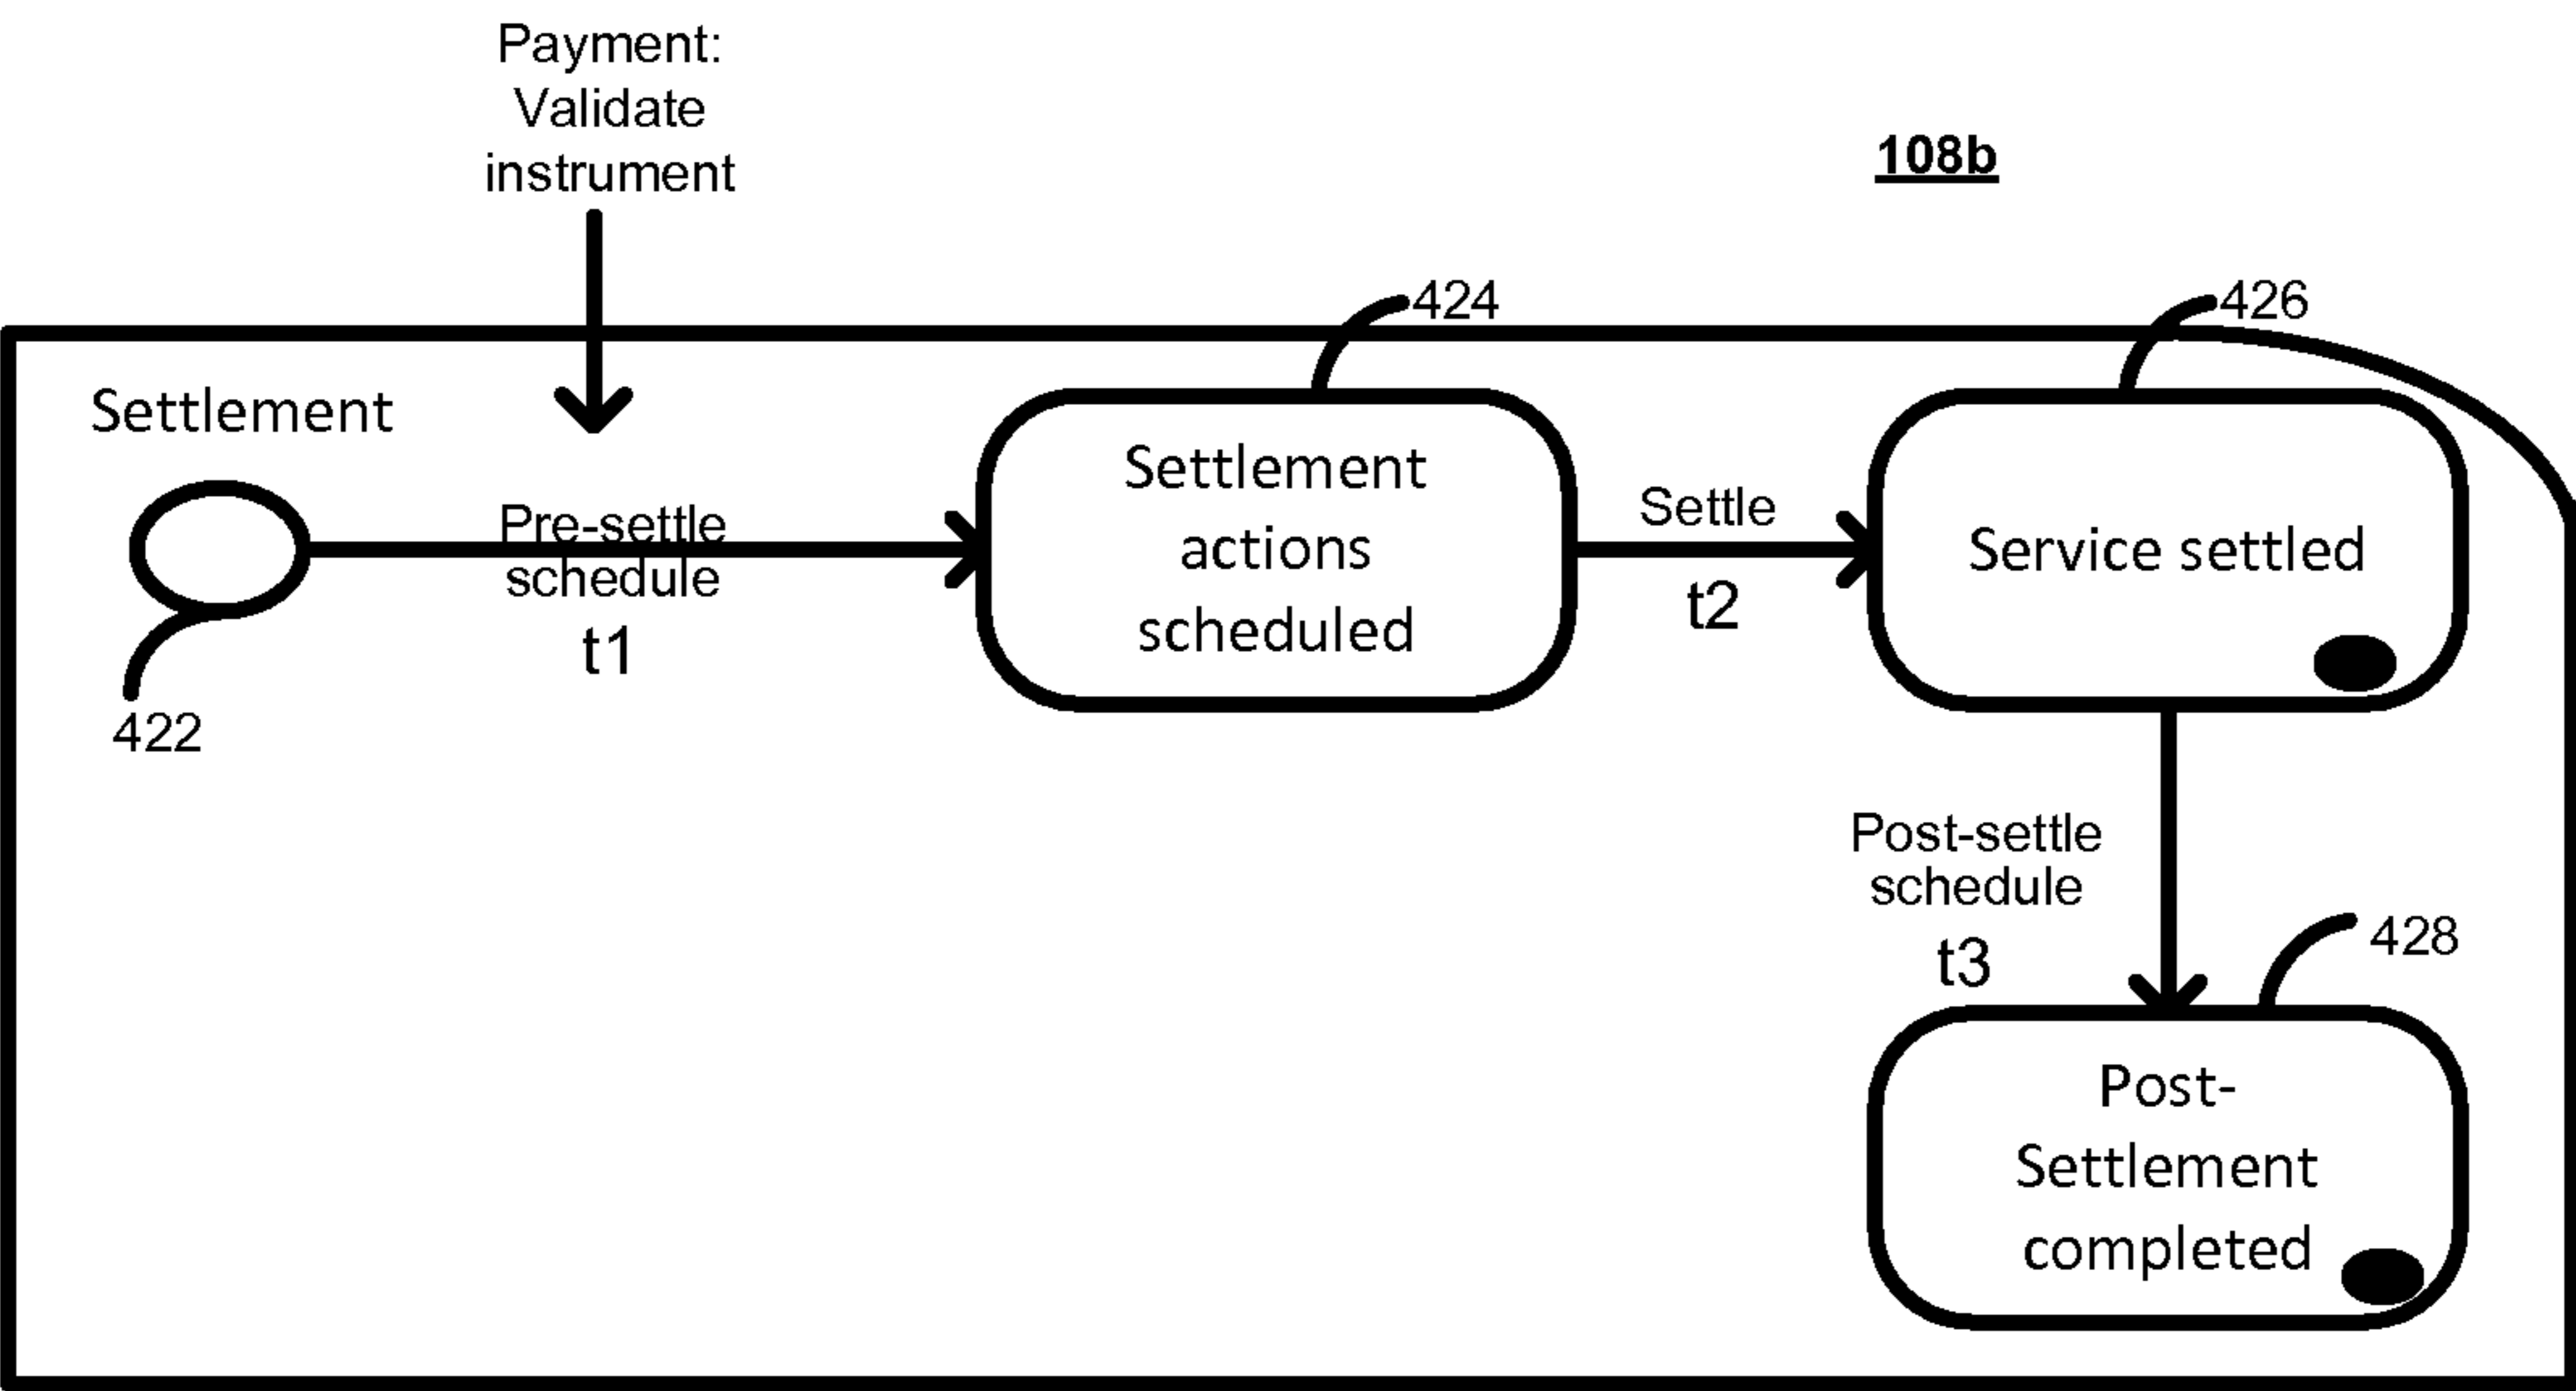 Payment:
Validate
instrument
108b
424
426
Settlement
Pre-settle
schedule
t1
422
Settlement
actions
scheduled
Settle
t2
Service settled
Post-settle
schedule
t3
428
Post-
Settlement
completed